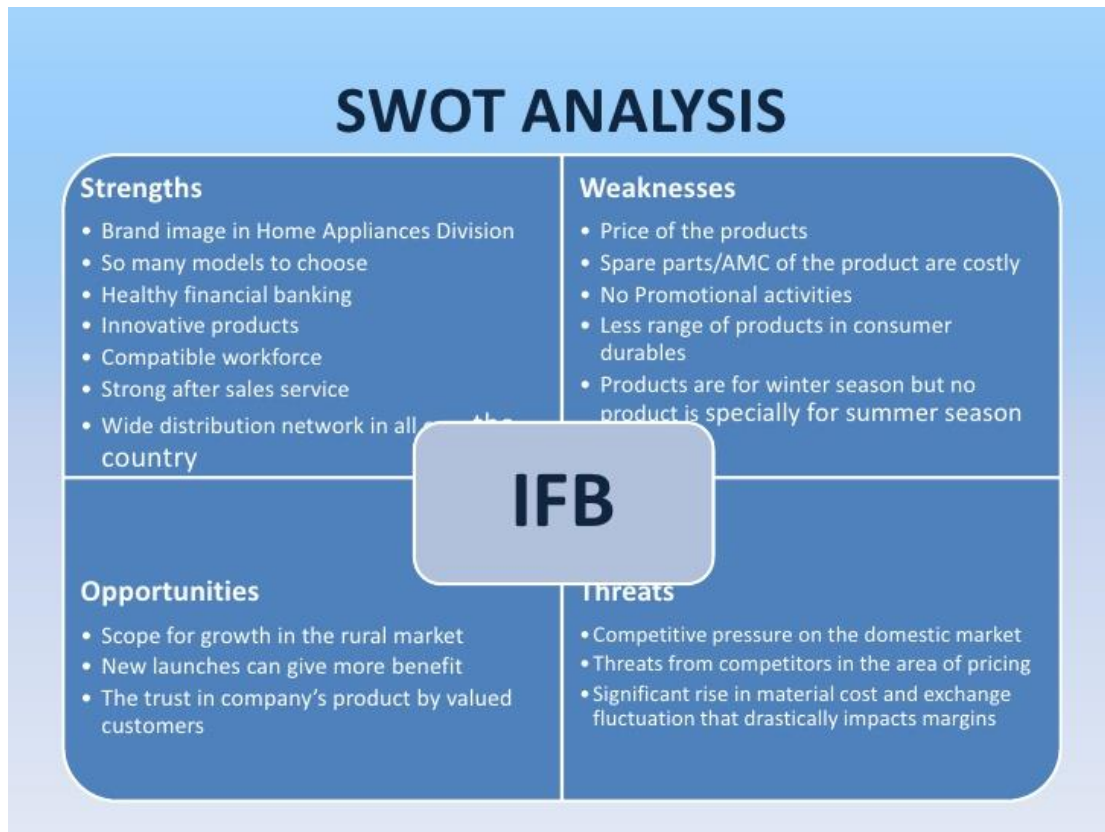 SWOT ANALYSIS
Strengths
• Brand image in Home Appliances Division
• So many models to choose
• Healthy financial banking
• Innovative products
• Compatible workforce
• Strong after sales service
• Wide distribution network in all the
country
Weaknesses
• Price of the products
• Spare parts/AMC of the product are costly
• No Promotional activities
• Less range of products in consumer
durables
• Products are for winter season but no
product is specially for summer season
IFB
Opportunities
• Scope for growth in the rural market
• New launches can give more benefit
• The trust in company's product by valued
customers
Threats
• Competitive pressure on the domestic market
• Threats from competitors in the area of pricing
• Significant rise in material cost and exchange
fluctuation that drastically impacts margins